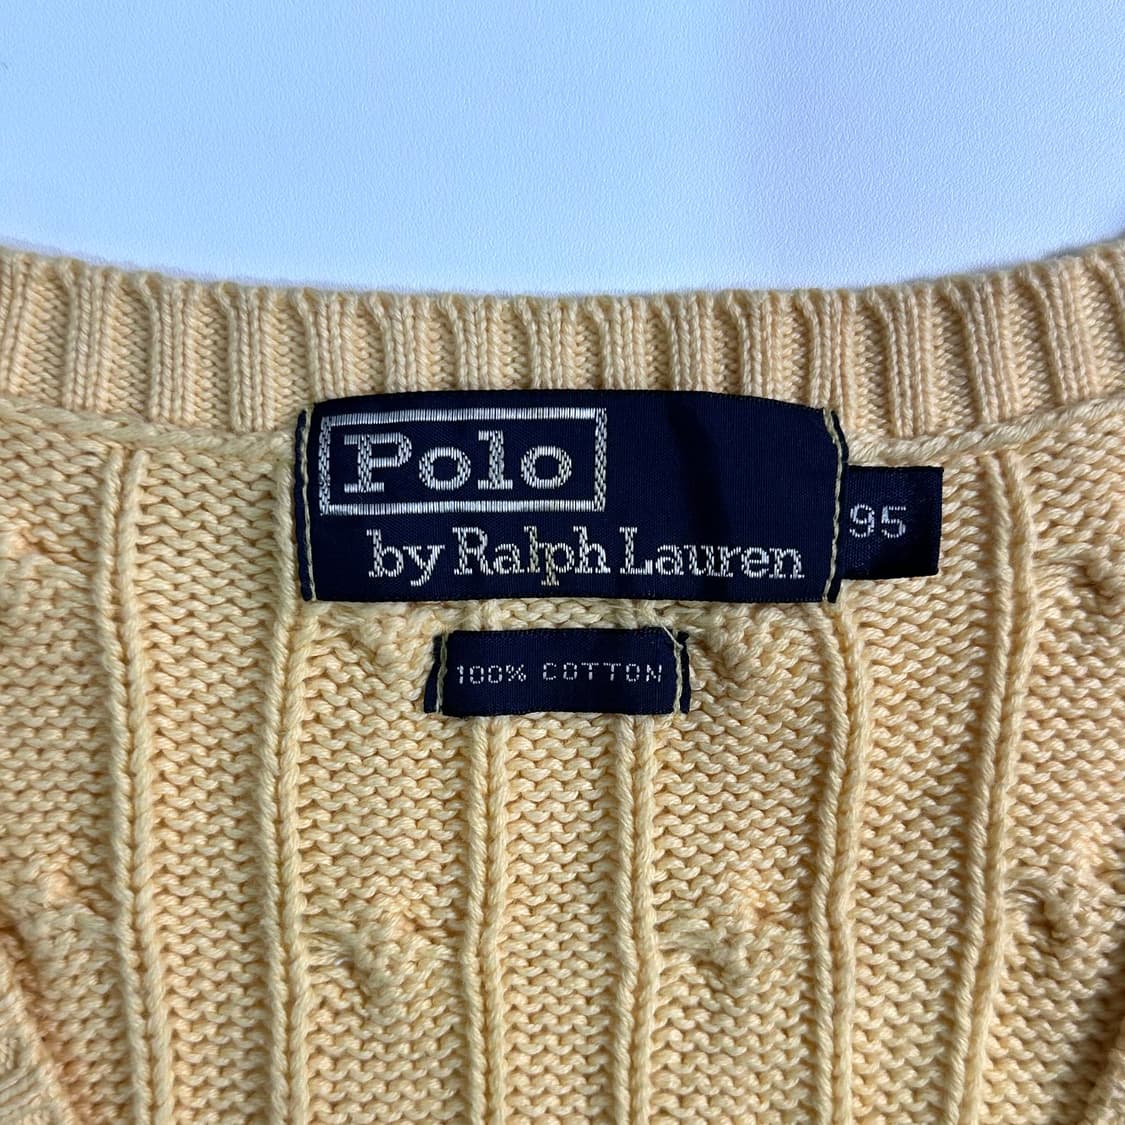 Polo
by Ralph Lauren
95
100% COTTON